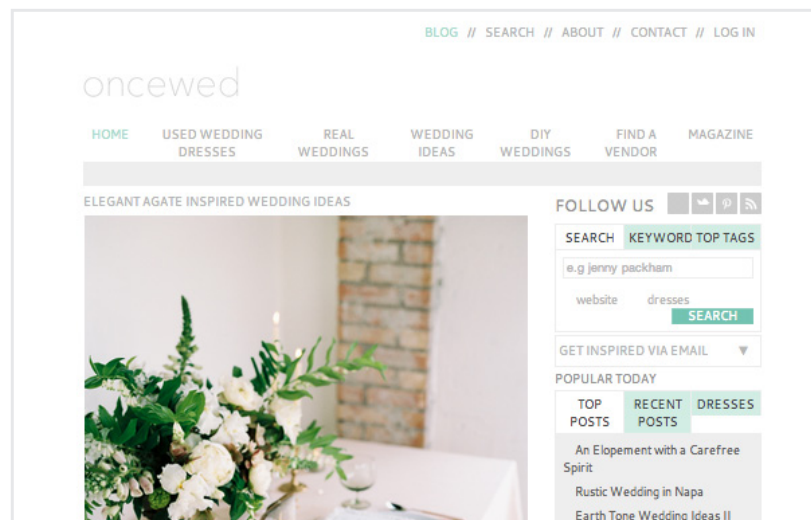 BLOG // SEARCH // ABOUT // CONTACT // LOG IN
oncewed
HOME
USED WEDDING
DRESSES
REAL
WEDDINGS
WEDDING
IDEAS
DIY
WEDDINGS
FIND A
VENDOR
MAGAZINE
ELEGANT AGATE INSPIRED WEDDING IDEAS
FOLLOW US
SEARCH KEYWORD TOP TAGS
e.g jenny packham
website dresses
SEARCH
GET INSPIRED VIA EMAIL ▼
POPULAR TODAY
TOP
POSTS
RECENT
POSTS
DRESSES
An Elopement with a Carefree
Spirit
Rustic Wedding in Napa
Earth Tone Wedding Ideas II